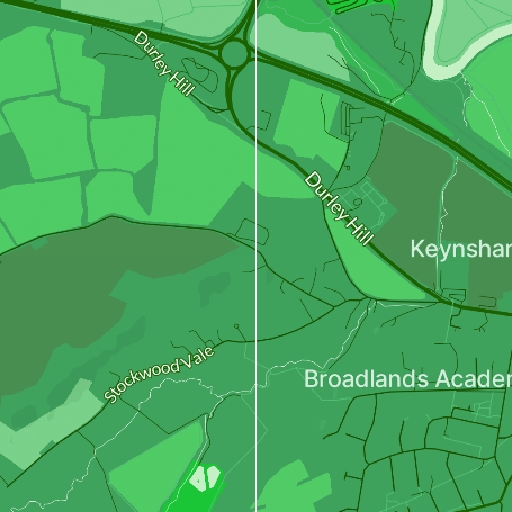 Durley Hill
Durley Hill
Keynshar
Stockwood Vale
Broadlands Acader